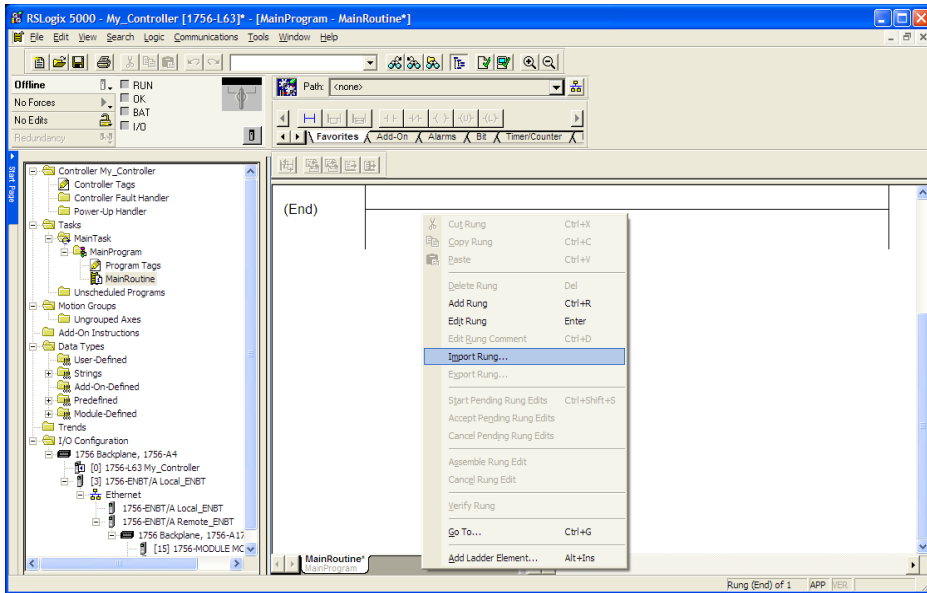 RSLogix 5000 - My_Controller [1756-L63]* - [MainProgram - MainRoutine*]
File Edit View Search Logic Communications Tools Window Help
Offline
RUN
No Forces
OK
No Edits
BAT
Redundancy
I/O
Path: <none>
Favorites Add-On Alarms Bit Timer/Counter
Start Page
Controller My_Controller
Controller Tags
Controller Fault Handler
Power-Up Handler
Tasks
MainTask
MainProgram
Program Tags
MainRoutine
Unscheduled Programs
Motion Groups
Ungrouped Axes
Add-On Instructions
Data Types
User-Defined
Strings
Add-On-Defined
Predefined
Module-Defined
Trends
I/O Configuration
1756 Backplane, 1756-A4
[0] 1756-L63 My_Controller
[3] 1756-ENBT/A Local_ENBT
Ethernet
1756-ENBT/A Local_ENBT
1756-ENBT/A Remote_ENBT
1756 Backplane, 1756-A17
[15] 1756-MODULE MC
(End)
Cut Rung Ctrl+X
Copy Rung Ctrl+C
Paste Ctrl+V
Delete Rung Del
Add Rung Ctrl+R
Edit Rung Enter
Edit Rung Comment Ctrl+D
Import Rung...
Export Rung...
Start Pending Rung Edits Ctrl+Shift+S
Accept Pending Rung Edits
Cancel Pending Rung Edits
Assemble Rung Edit
Cancel Rung Edit
Verify Rung
Go To... Ctrl+G
Add Ladder Element... Alt+Ins
MainRoutine*
MainProgram
Rung (End) of 1 APP VER